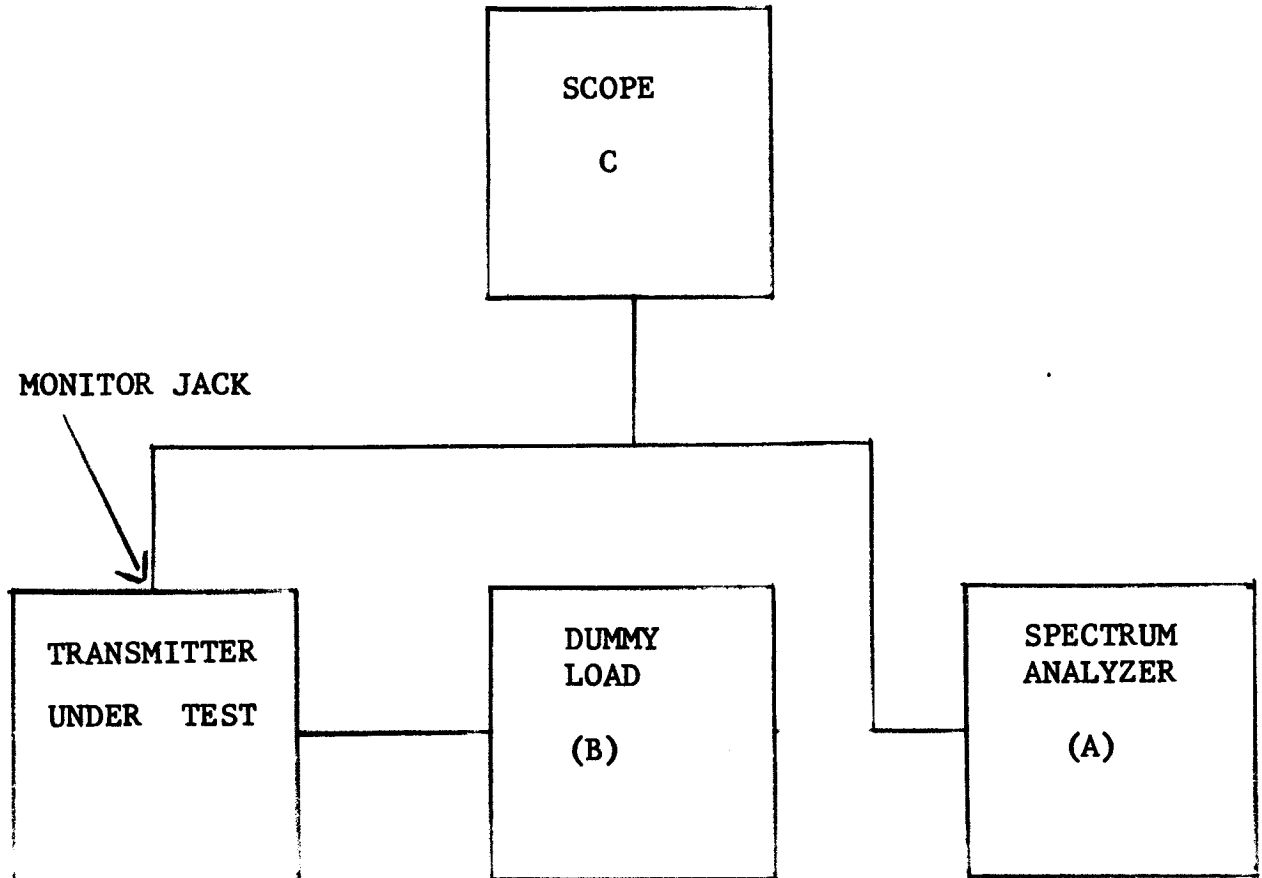 SCOPE
C
MONITOR JACK
TRANSMITTER
UNDER TEST
DUMMY
LOAD
(B)
SPECTRUM
ANALYZER
(A)